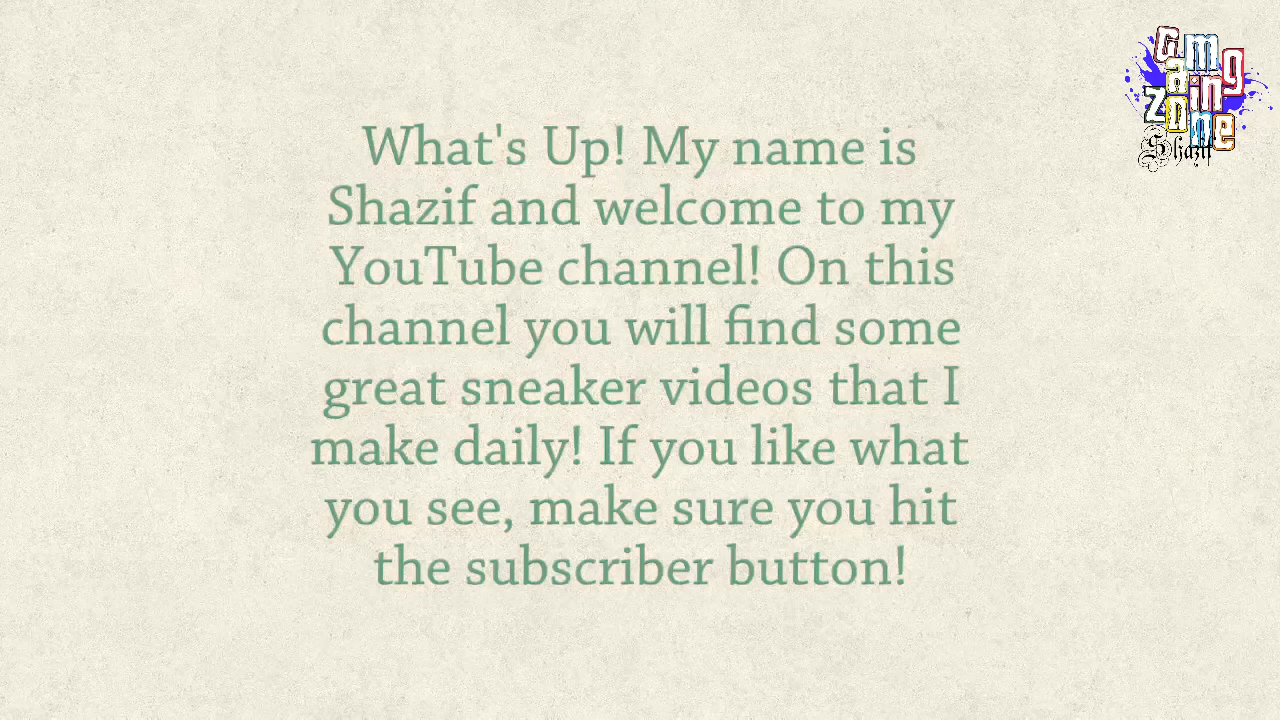 What's Up! My name is
Shazif and welcome to my
YouTube channel! On this
channel you will find some
great sneaker videos that I
make daily! If you like what
you see, make sure you hit
the subscriber button!
Gaming
zone
Shazif